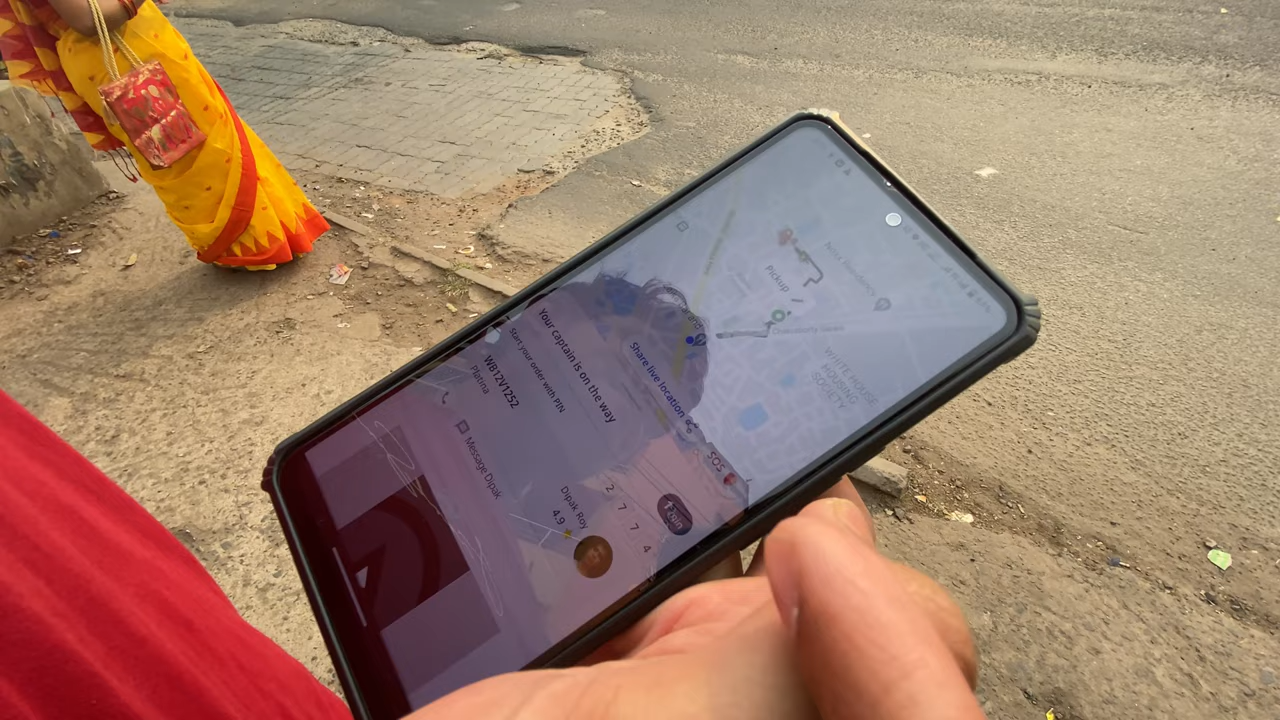 Pickup
WHITE HOUSE
HOUSING
SOCIETY
Share live location
SOS
Your captain is on the way
Start your order with PIN
2 7 7 4
WB12V1252
Platina
Dipak Roy
4.9
Message Dipak